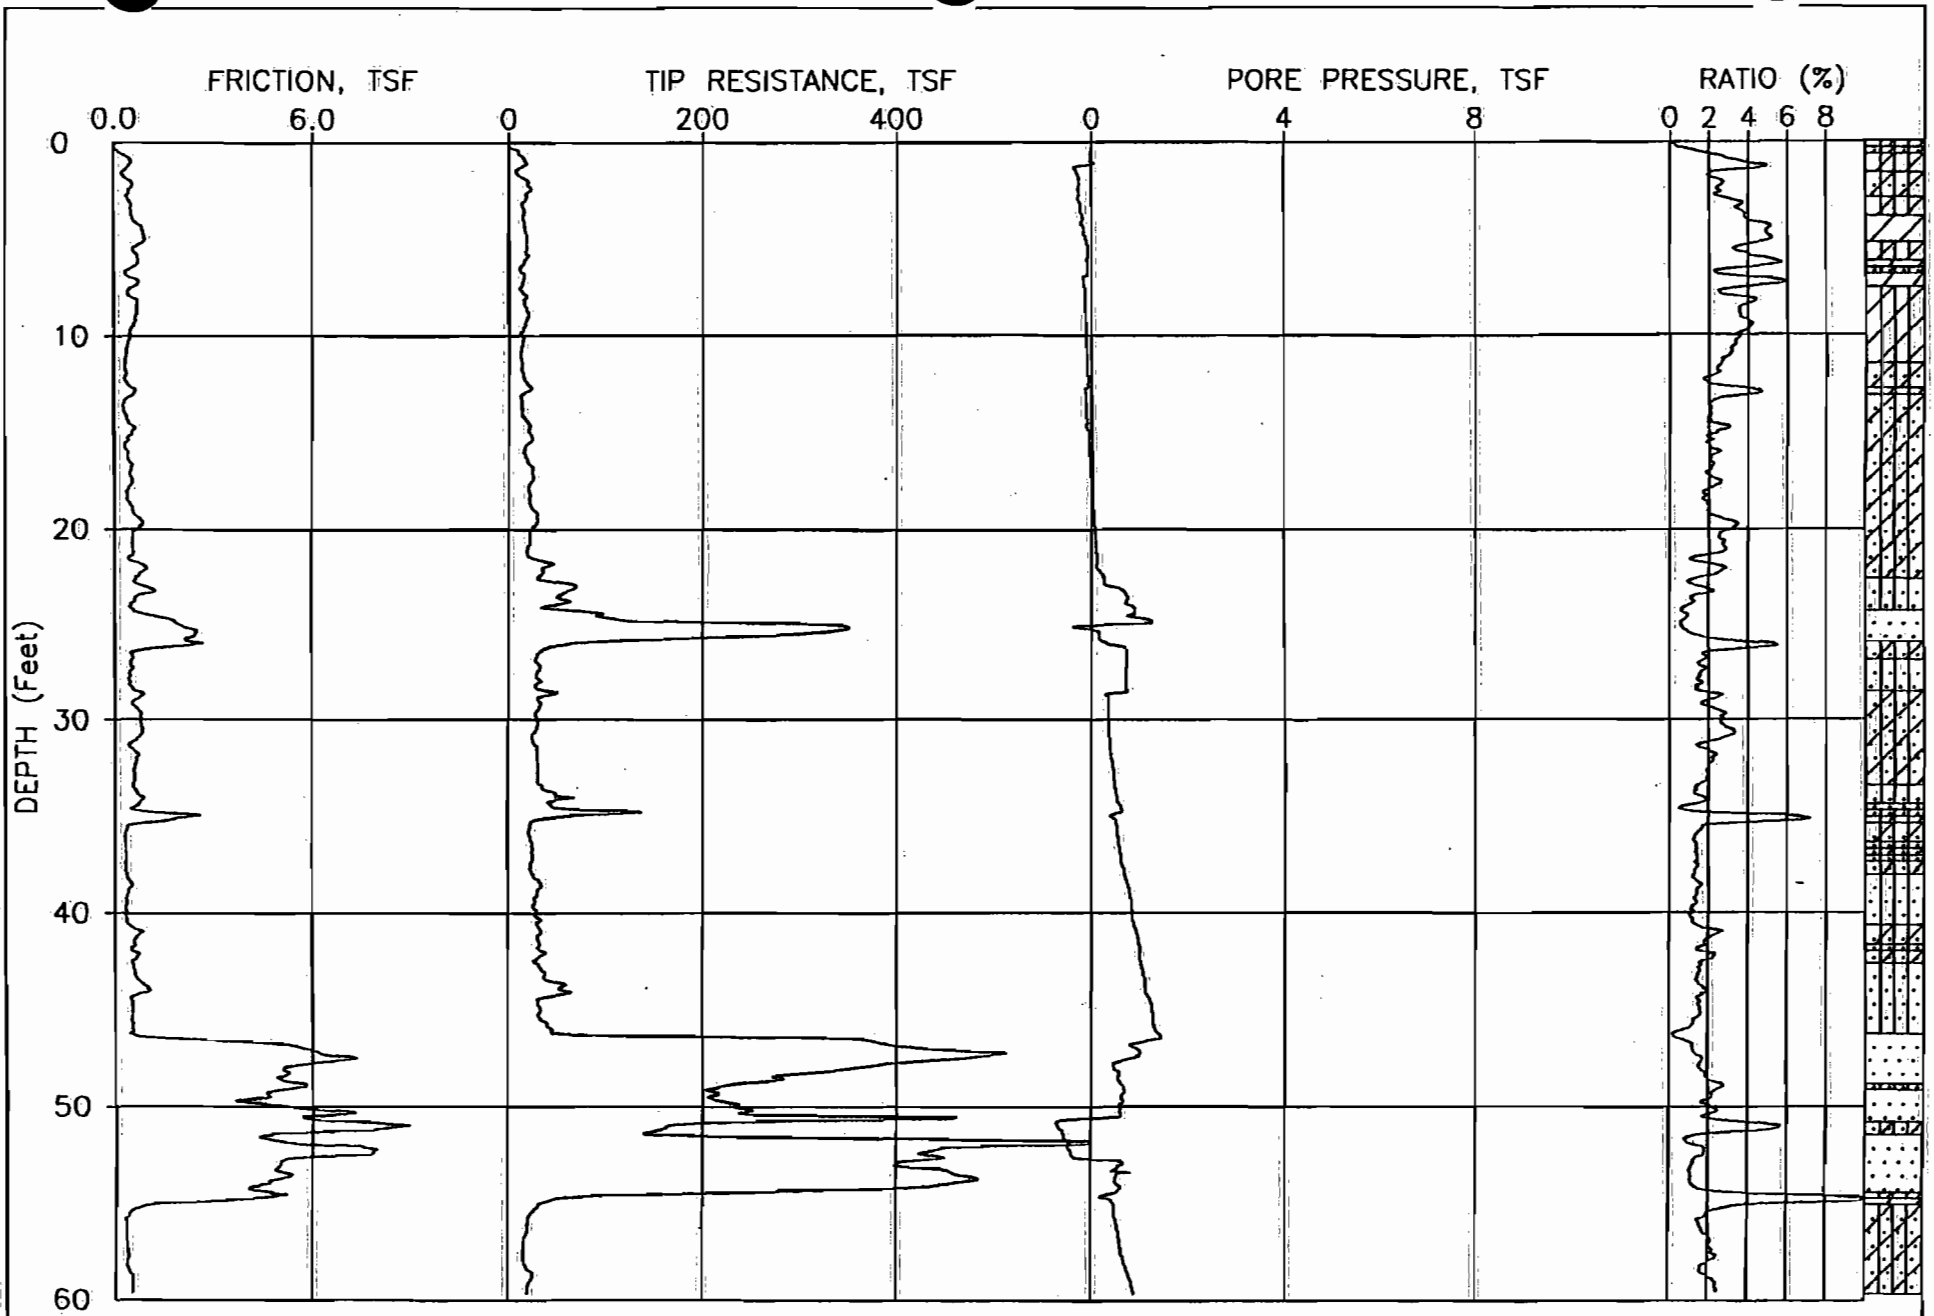 FRICTION, TSF TIP RESISTANCE, TSF PORE PRESSURE, TSF RATIO (%)
0.0 6.0 0 200 400 0 4 8 0 2 4 6 8
0
10
20
DEPTH (Feet)
30
40
50
60